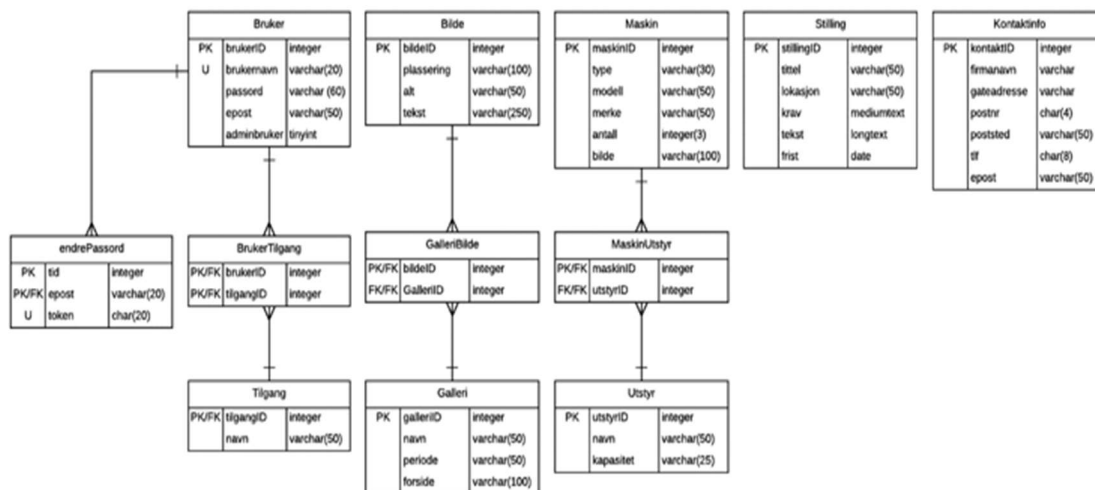 Bruker
PK brukerID integer
U brukernavn varchar(20)
passord varchar (60)
epost varchar(50)
adminbruker tinyint
Bilde
PK bildeID integer
plassering varchar(100)
alt varchar(50)
tekst varchar(250)
Maskin
PK maskinID integer
type varchar(30)
modell varchar(50)
merke varchar(50)
antall integer(3)
bilde varchar(100)
Stilling
PK stillingID integer
tittel varchar(50)
lokasjon varchar(50)
krav mediumtext
tekst longtext
frist date
Kontaktinfo
PK kontaktID integer
firmanavn varchar
gateadresse varchar
postnr char(4)
poststed varchar(50)
tlf char(8)
epost varchar(50)
endrePassord
PK tid integer
PK/FK epost varchar(20)
U token char(20)
BrukerTilgang
PK/FK brukerID integer
PK/FK tilgangID integer
GalleriBilde
PK/FK bildeID integer
FK/FK GalleriID integer
MaskinUtstyr
PK/FK maskinID integer
FK/FK utstyrID integer
Tilgang
PK/FK tilgangID integer
navn varchar(50)
Galleri
PK galleriID integer
navn varchar(50)
periode varchar(50)
forside varchar(100)
Utstyr
PK utstyrID integer
navn varchar(50)
kapasitet varchar(25)